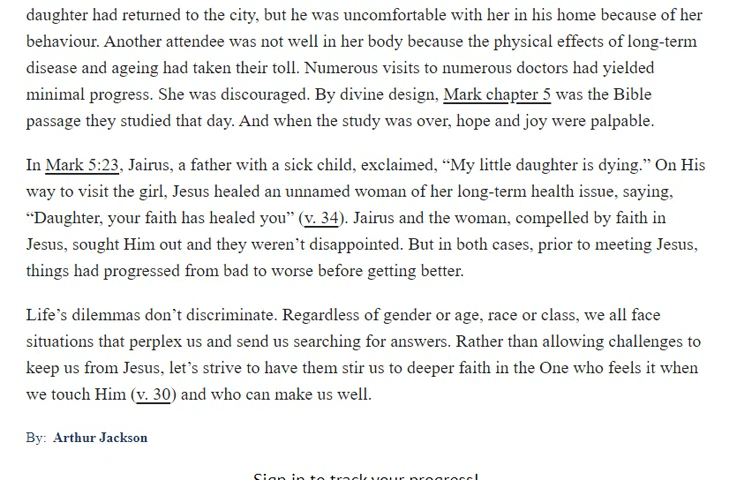 daughter had returned to the city, but he was uncomfortable with her in his home because of her
behaviour. Another attendee was not well in her body because the physical effects of long-term
disease and ageing had taken their toll. Numerous visits to numerous doctors had yielded
minimal progress. She was discouraged. By divine design, Mark chapter 5 was the Bible
passage they studied that day. And when the study was over, hope and joy were palpable.
In Mark 5:23, Jairus, a father with a sick child, exclaimed, “My little daughter is dying.” On His
way to visit the girl, Jesus healed an unnamed woman of her long-term health issue, saying,
“Daughter, your faith has healed you” (v. 34). Jairus and the woman, compelled by faith in
Jesus, sought Him out and they weren’t disappointed. But in both cases, prior to meeting Jesus,
things had progressed from bad to worse before getting better.
Life’s dilemmas don’t discriminate. Regardless of gender or age, race or class, we all face
situations that perplex us and send us searching for answers. Rather than allowing challenges to
keep us from Jesus, let’s strive to have them stir us to deeper faith in the One who feels it when
we touch Him (v. 30) and who can make us well.
By: Arthur Jackson
Sign in to track your progress!